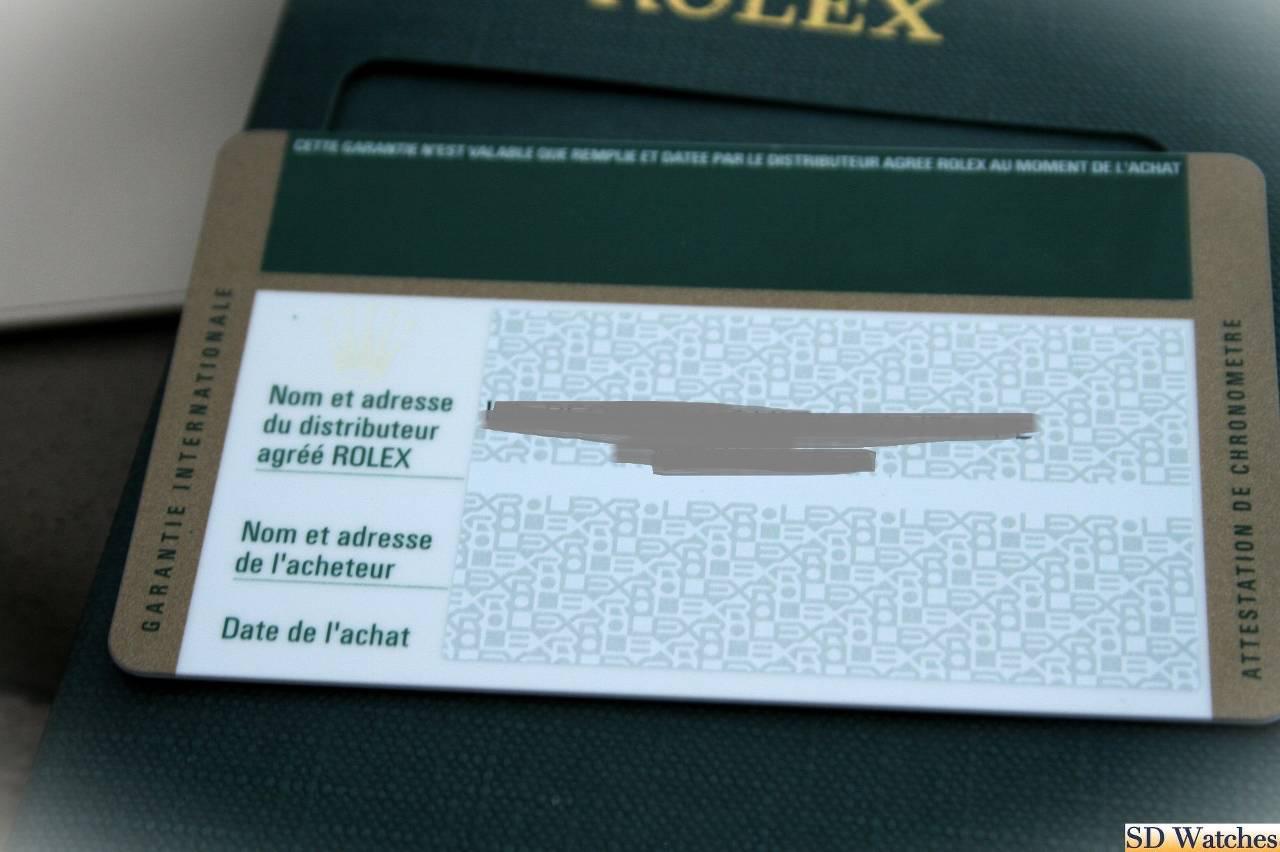 ROLEX
CETTE GARANTIE N'EST VALABLE QUE REMPLIE ET DATEE PAR LE DISTRIBUTEUR AGREE ROLEX AU MOMENT DE L'ACHAT
GARANTIE INTERNATIONALE
Nom et adresse
du distributeur
agréé ROLEX
Nom et adresse
de l'acheteur
Date de l'achat
ATTESTATION DE CHRONOMETRE
SD Watches